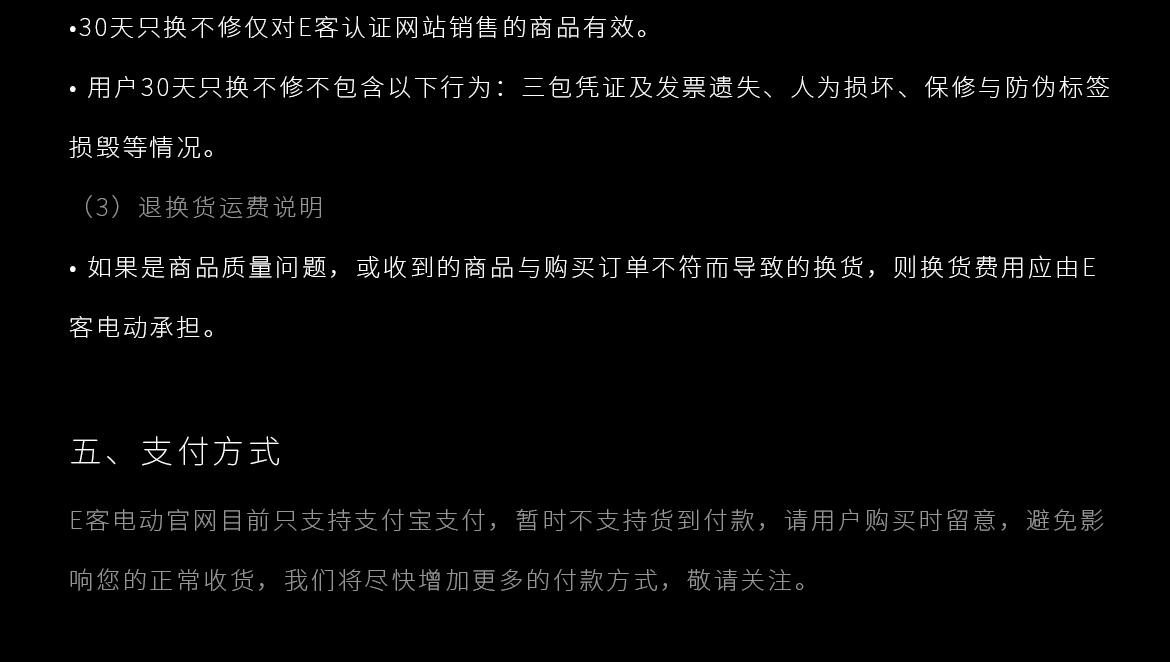 •30天只换不修仅对E客认证网站销售的商品有效。
• 用户30天只换不修不包含以下行为：三包凭证及发票遗失、人为损坏、保修与防伪标签
损毁等情况。
（3）退换货运费说明
• 如果是商品质量问题，或收到的商品与购买订单不符而导致的换货，则换货费用应由E
客电动承担。
五、支付方式
E客电动官网目前只支持支付宝支付，暂时不支持货到付款，请用户购买时留意，避免影
响您的正常收货，我们将尽快增加更多的付款方式，敬请关注。